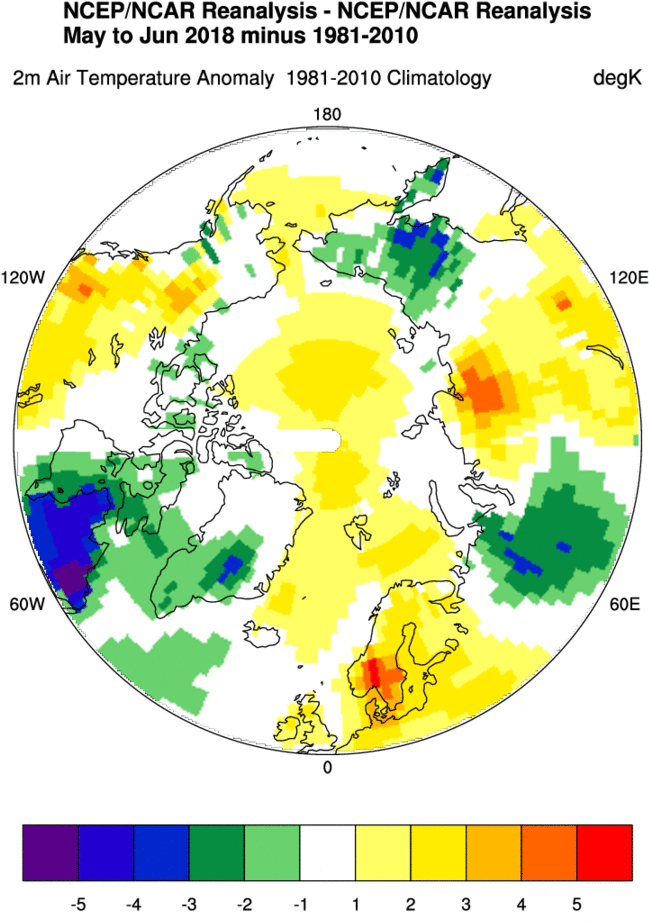 NCEP/NCAR Reanalysis - NCEP/NCAR Reanalysis
May to Jun 2018 minus 1981-2010
2m Air Temperature Anomaly 1981-2010 Climatology degK
180
120W 120E
60W 60E
0
-5 -4 -3 -2 -1 1 2 3 4 5